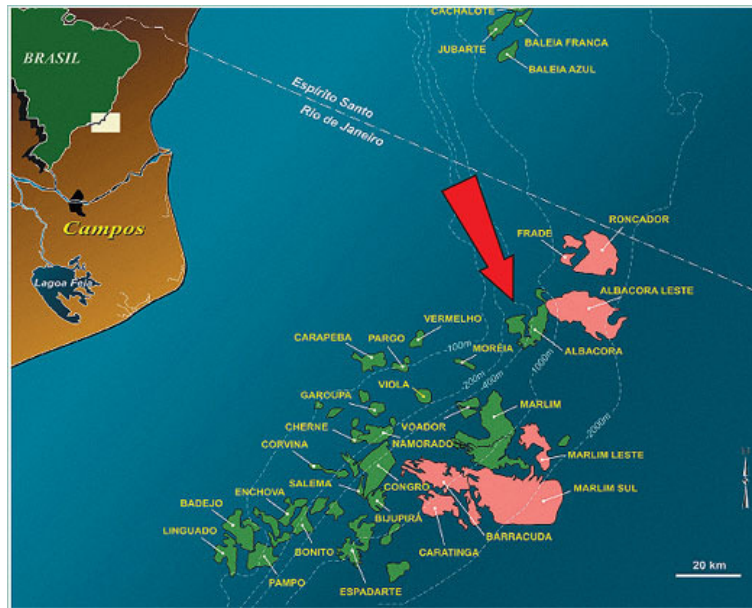 CACHALOTE
JUBARTE
BALEIA FRANCA
BALEIA AZUL
BRASIL
Espírito Santo
Rio de Janeiro
Campos
Lagoa Feia
RONCADOR
FRADE
ALBACORA LESTE
VERMELHO
CARAPEBA
PARGO
-100m
MORÉIA
ALBACORA
-200m
-400m
-1000m
VIOLA
GAROUPA
MARLIM
VOADOR
CHERNE
NAMORADO
-2000m
CORVINA
MARLIM LESTE
SALEMA
CONGRO
MARLIM SUL
ENCHOVA
BADEJO
BIJUPIRÁ
LINGUADO
BONITO
BARRACUDA
CARATINGA
PAMPO
ESPADARTE
20 km